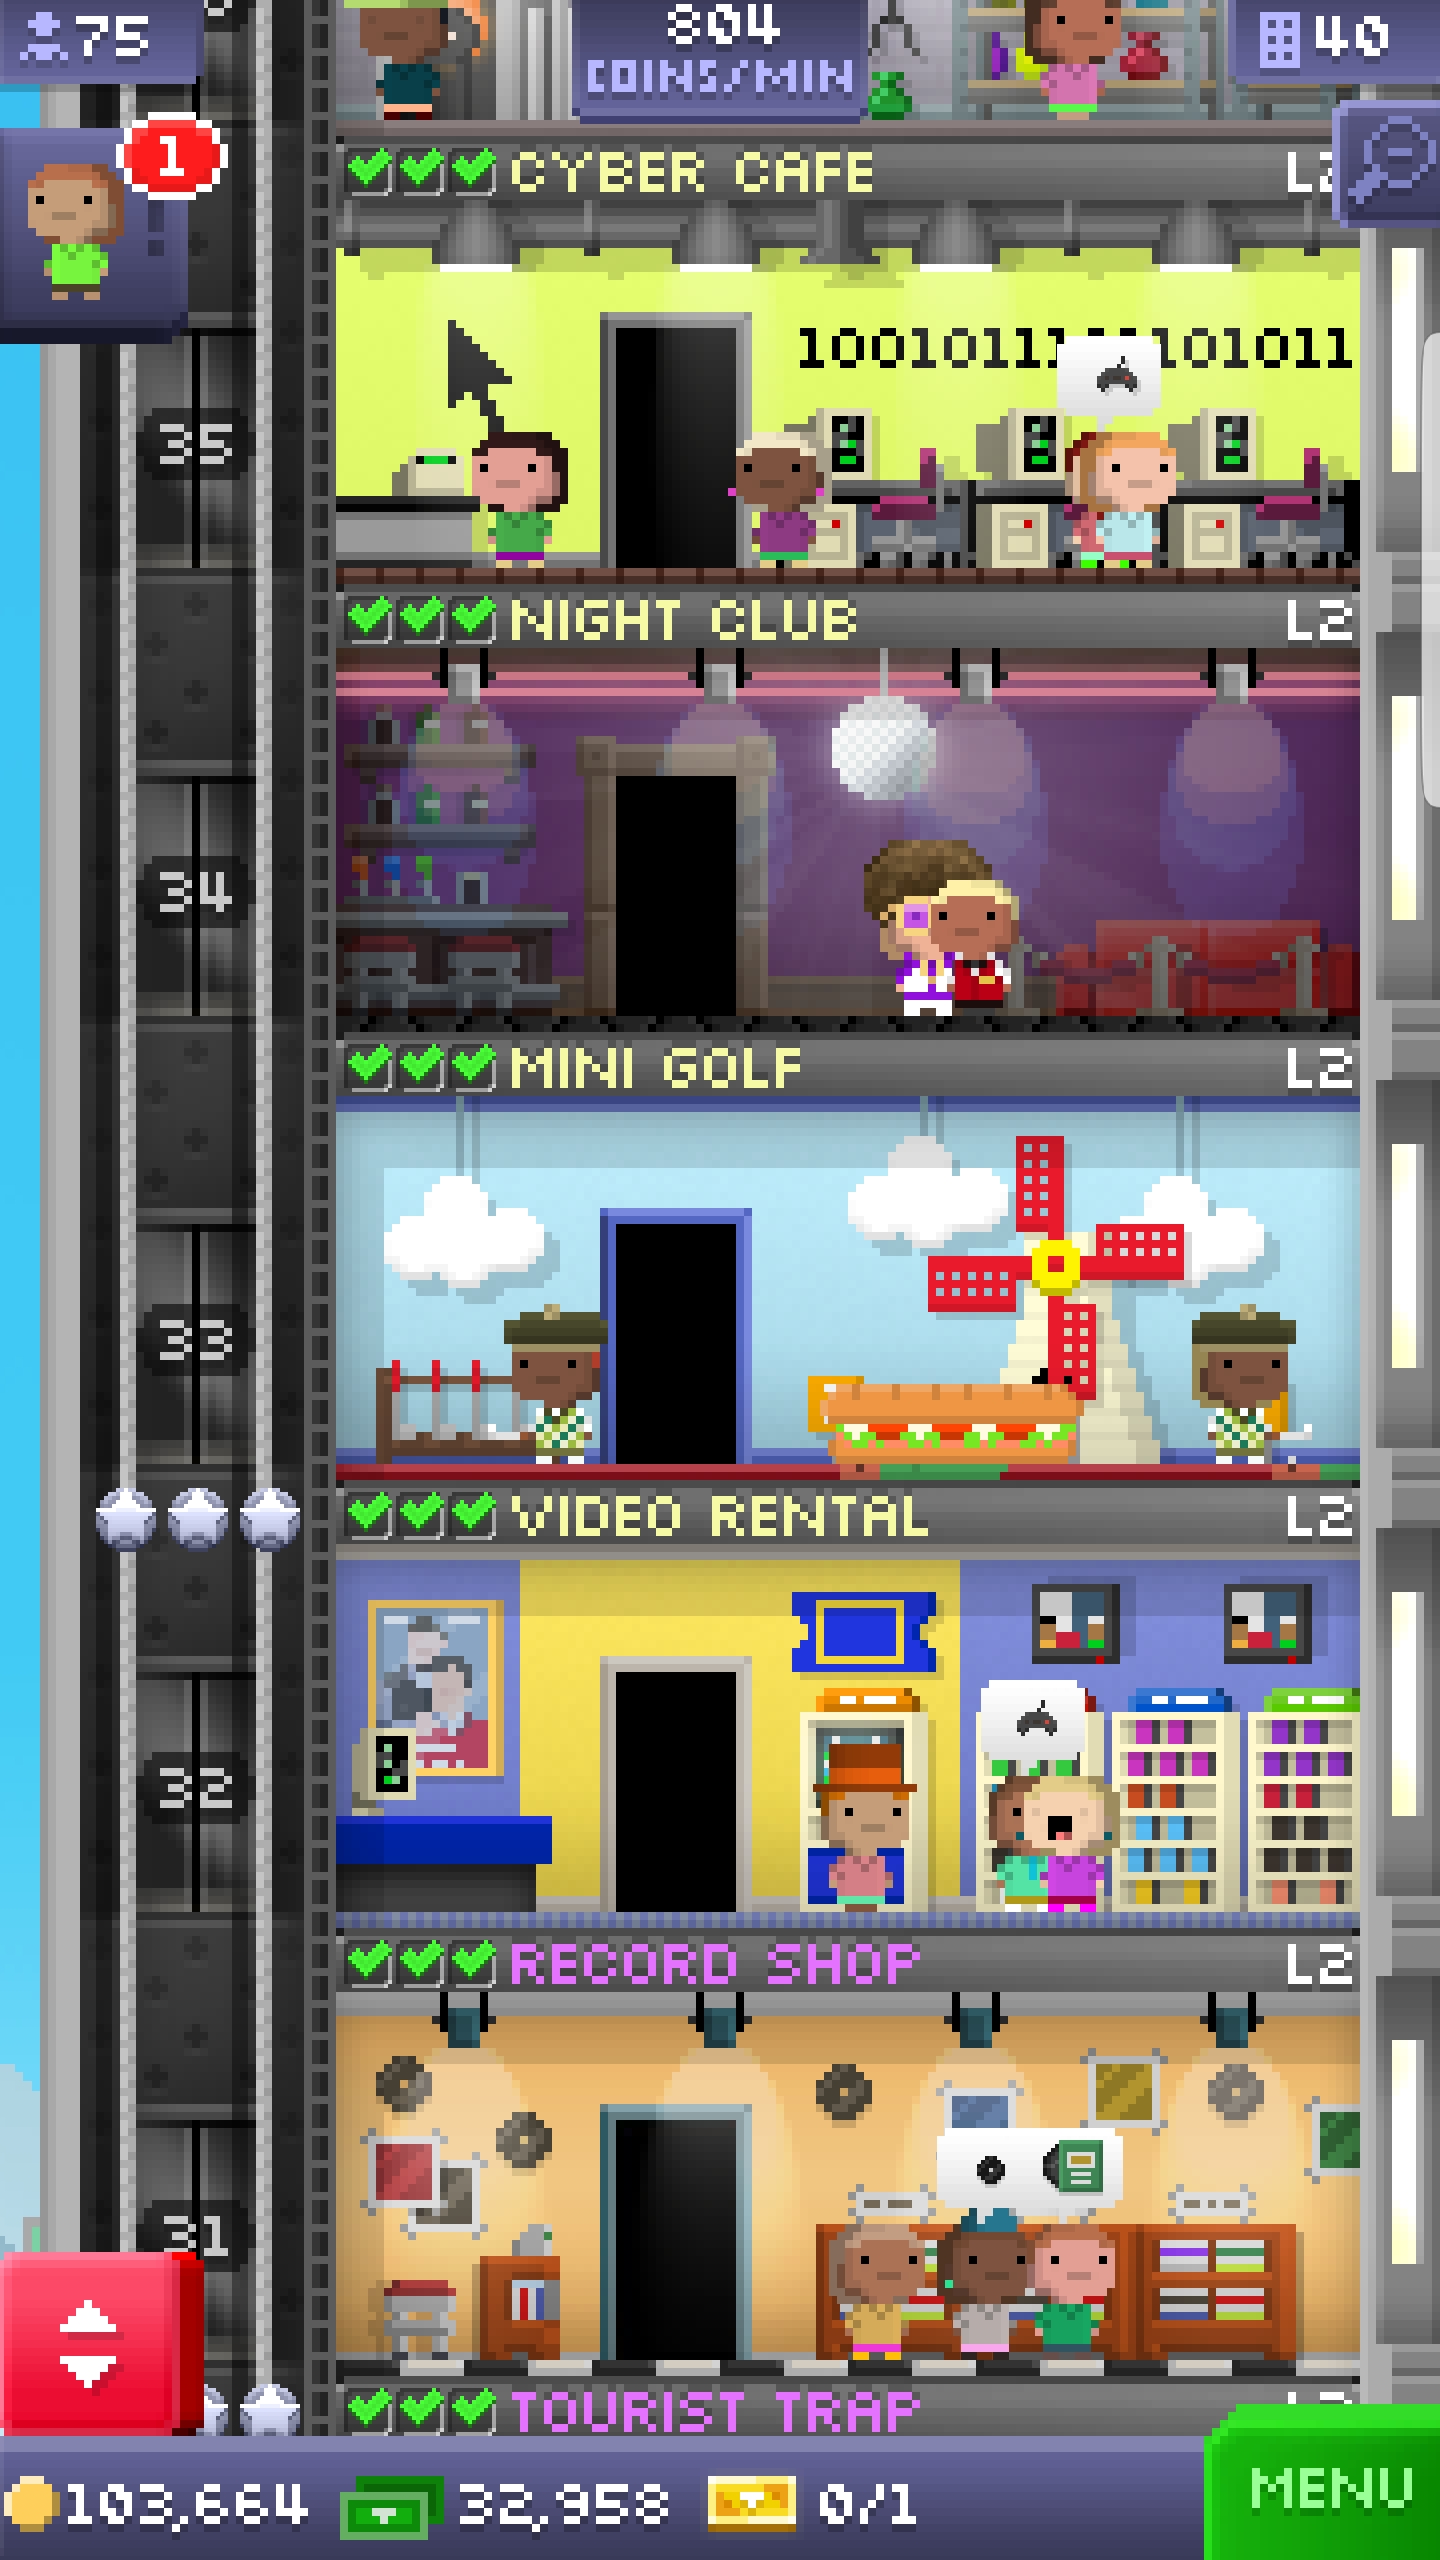 75
804
COINS/MIN
40
1
CYBER CAFE
35
NIGHT CLUB L2
34
MINI GOLF L2
33
VIDEO RENTAL L2
32
RECORD SHOP L2
31
TOURIST TRAP
103,664 32,958 0/1
MENU